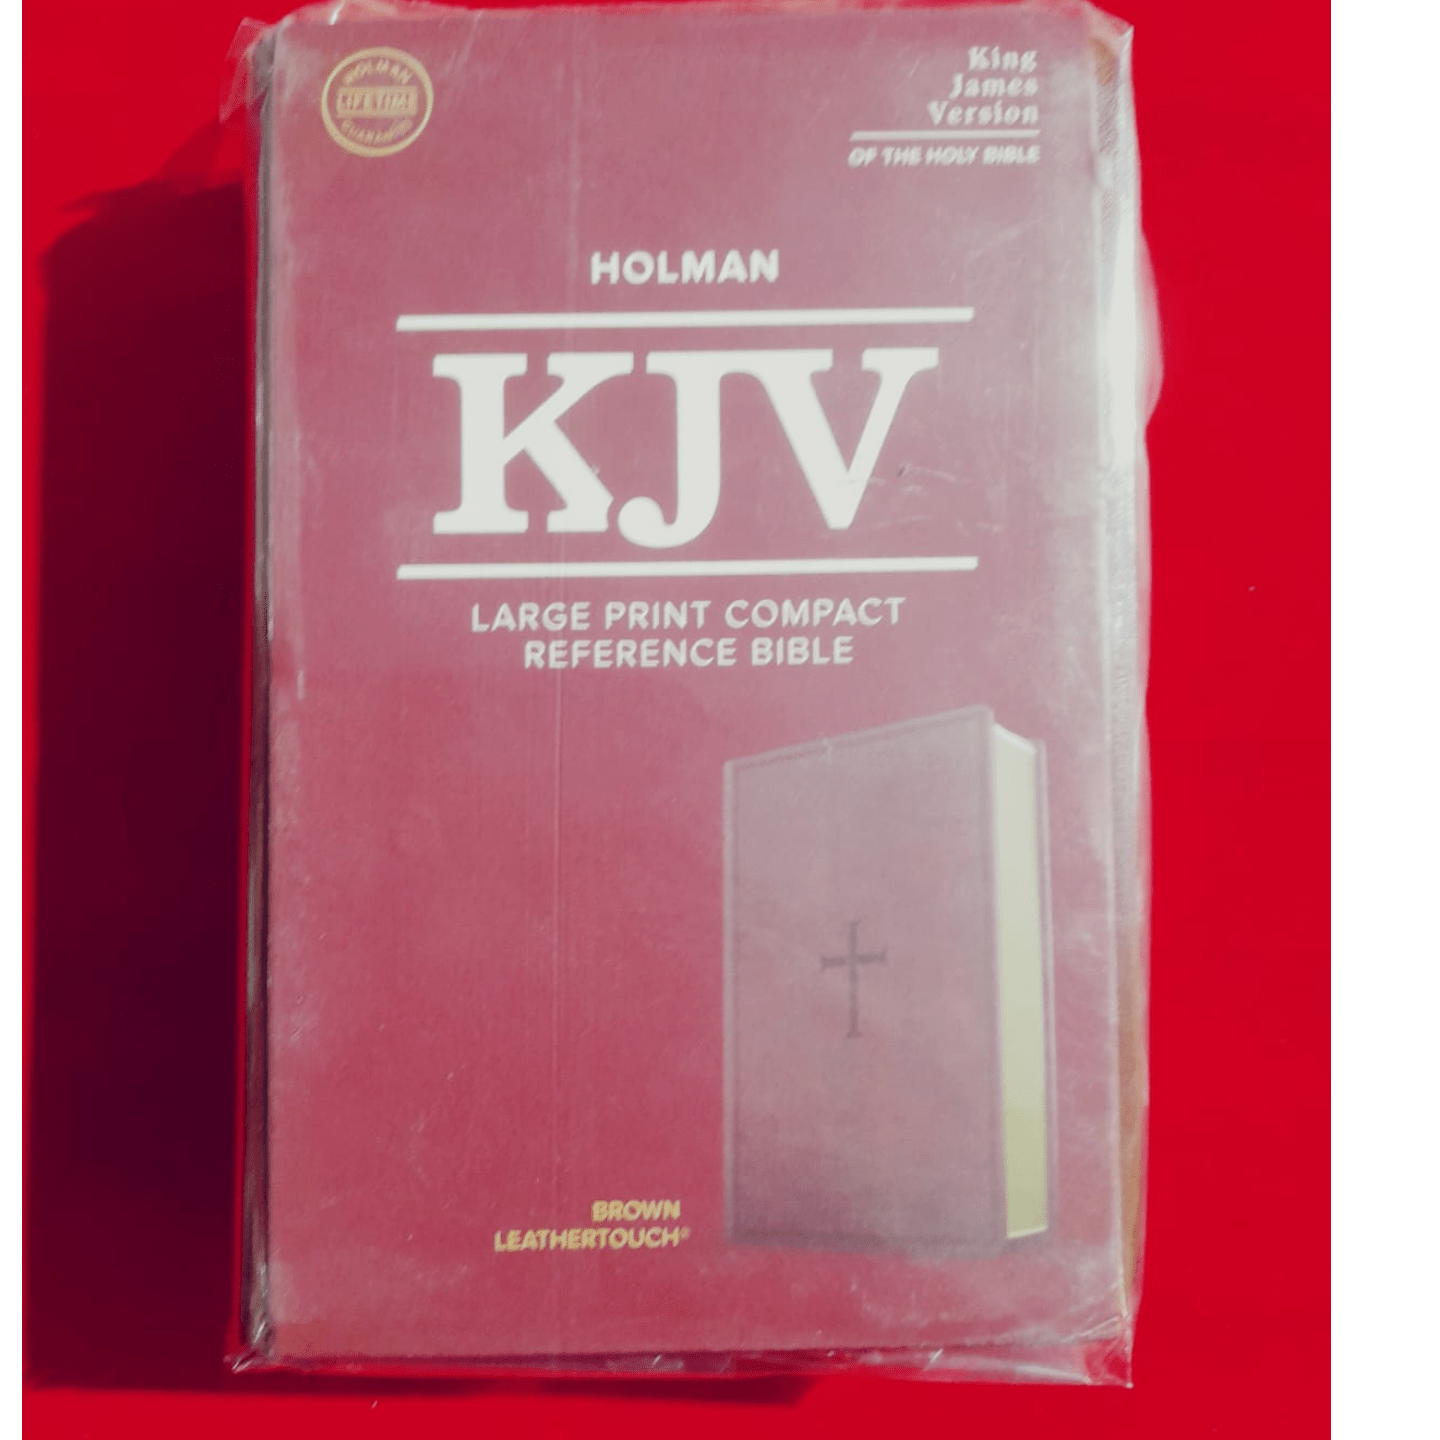 HOLMAN
LIFETIME
GUARANTEE
King
James
Version
OF THE HOLY BIBLE
HOLMAN
KJV
LARGE PRINT COMPACT
REFERENCE BIBLE
BROWN
LEATHERTOUCH®